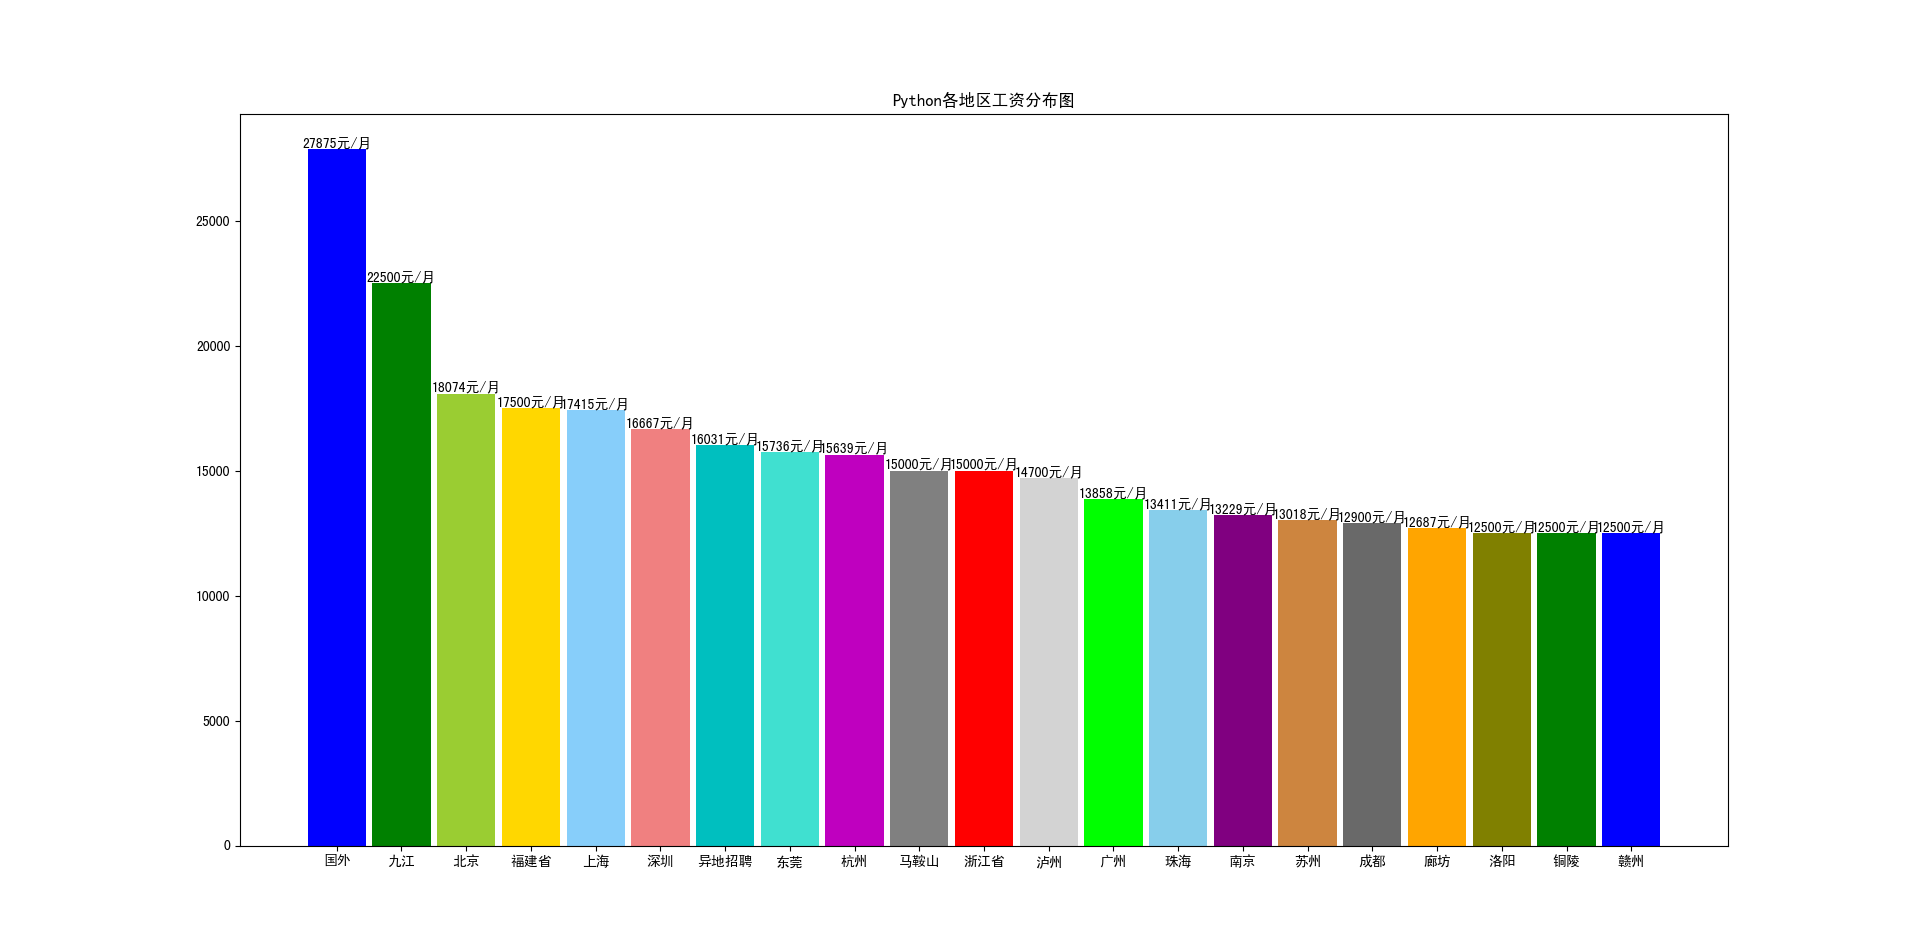 Python各地区工资分布图
27875元/月
22500元/月
18074元/月
17500元/月
17415元/月
16667元/月
16031元/月
15736元/月
15639元/月
15000元/月
15000元/月
14700元/月
13858元/月
13411元/月
13229元/月
13018元/月
12900元/月
12687元/月
12500元/月
12500元/月
12500元/月
25000
20000
15000
10000
5000
0
国外 九江 北京 福建省 上海 深圳 异地招聘 东莞 杭州 马鞍山 浙江省 泸州 广州 珠海 南京 苏州 成都 廊坊 洛阳 铜陵 赣州